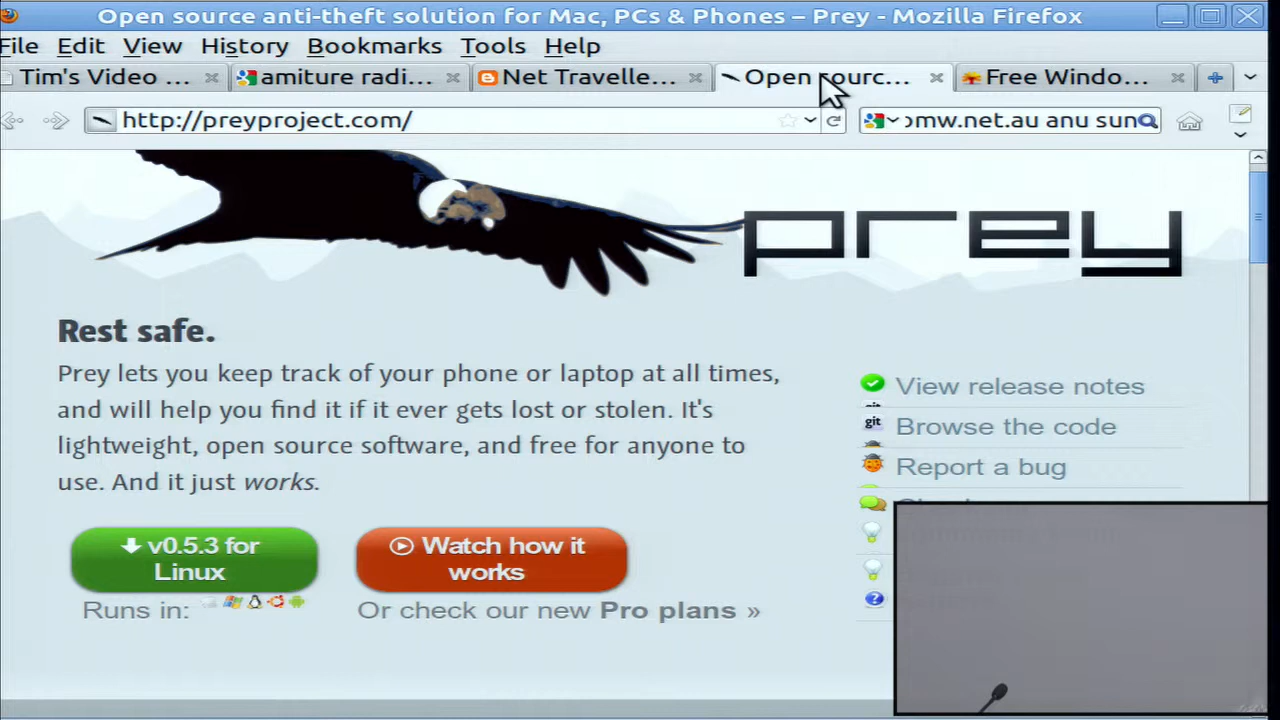 Open source anti-theft solution for Mac, PCs & Phones – Prey - Mozilla Firefox
File Edit View History Bookmarks Tools Help
Tim's Video ... amiture radi... Net Travelle... Open sourc... Free Windo...
http://preyproject.com/ omw.net.au anu sun
prey
Rest safe.
Prey lets you keep track of your phone or laptop at all times,
and will help you find it if it ever gets lost or stolen. It's
lightweight, open source software, and free for anyone to
use. And it just works.
View release notes
git Browse the code
Report a bug
v0.5.3 for
Linux
Watch how it
works
Runs in:
Or check our new Pro plans »